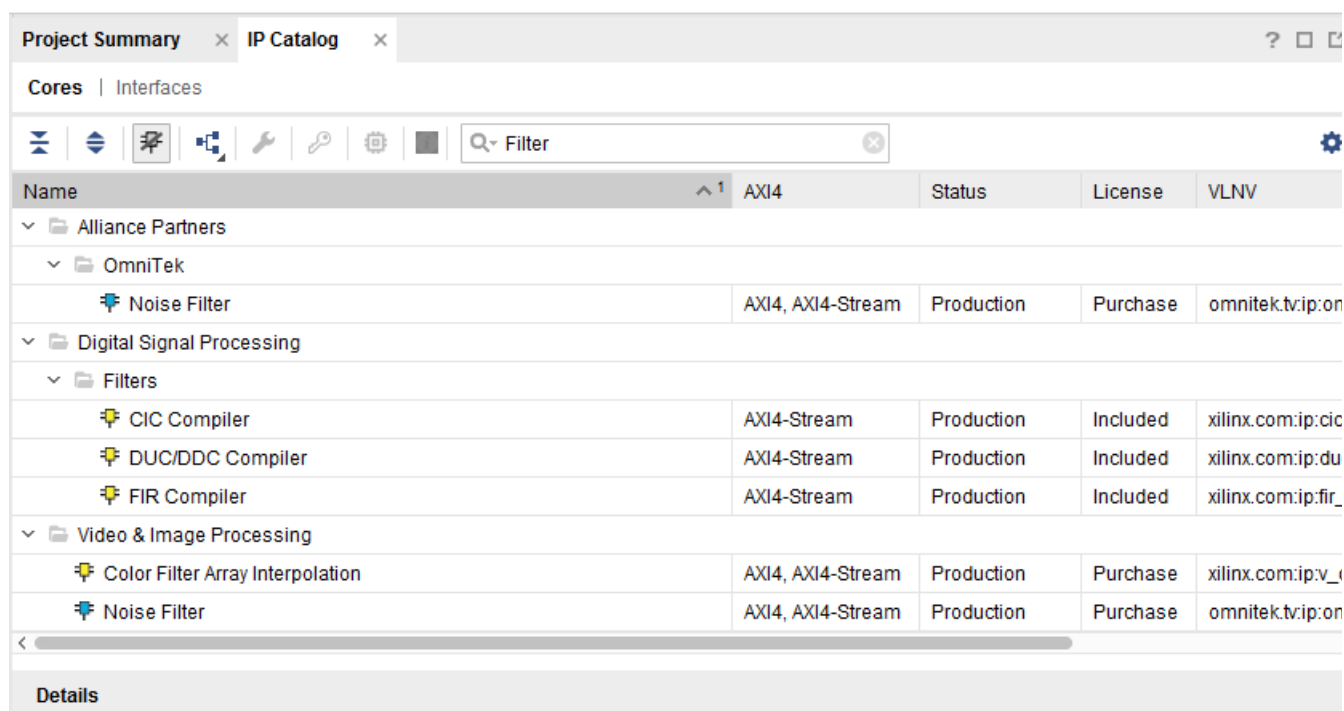 Project Summary × IP Catalog × ?
Cores | Interfaces
Filter
Name 1 AXI4 Status License VLNV
Alliance Partners
OmniTek
Noise Filter AXI4, AXI4-Stream Production Purchase omnitek.tv:ip:on
Digital Signal Processing
Filters
CIC Compiler AXI4-Stream Production Included xilinx.com:ip:cic
DUC/DDC Compiler AXI4-Stream Production Included xilinx.com:ip:du
FIR Compiler AXI4-Stream Production Included xilinx.com:ip:fir_
Video & Image Processing
Color Filter Array Interpolation AXI4, AXI4-Stream Production Purchase xilinx.com:ip:v_
Noise Filter AXI4, AXI4-Stream Production Purchase omnitek.tv:ip:on
Details